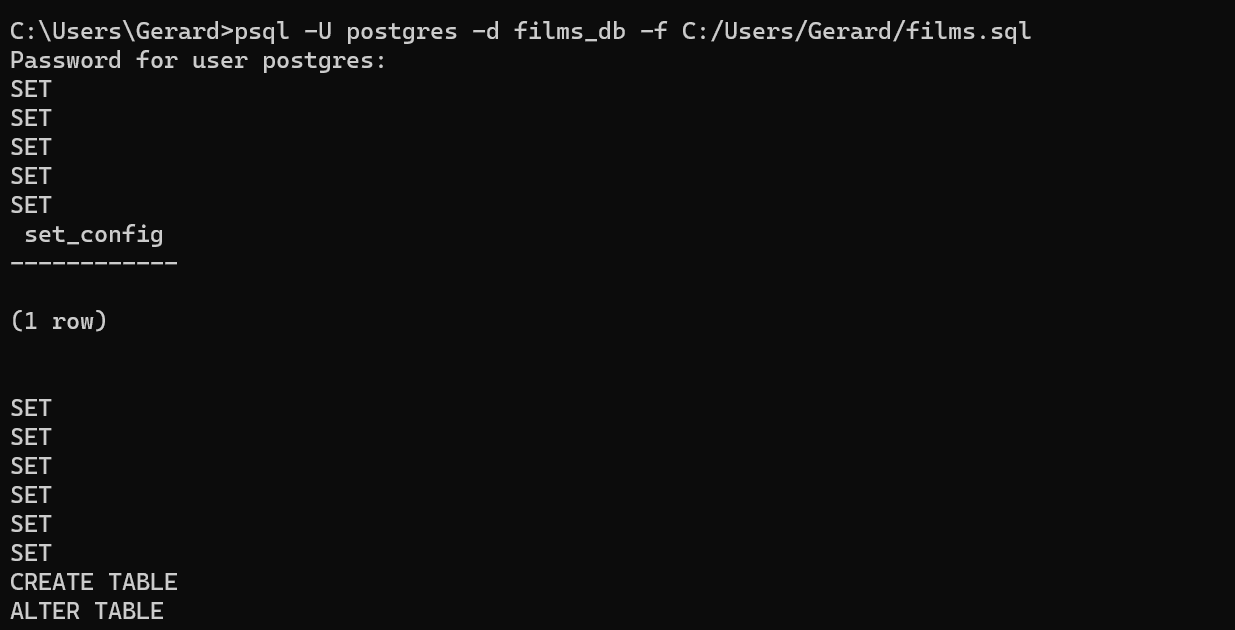 C:\Users\Gerard>psql -U postgres -d films_db -f C:/Users/Gerard/films.sql
Password for user postgres:
SET
SET
SET
SET
SET
 set_config
------------

(1 row)


SET
SET
SET
SET
SET
SET
CREATE TABLE
ALTER TABLE